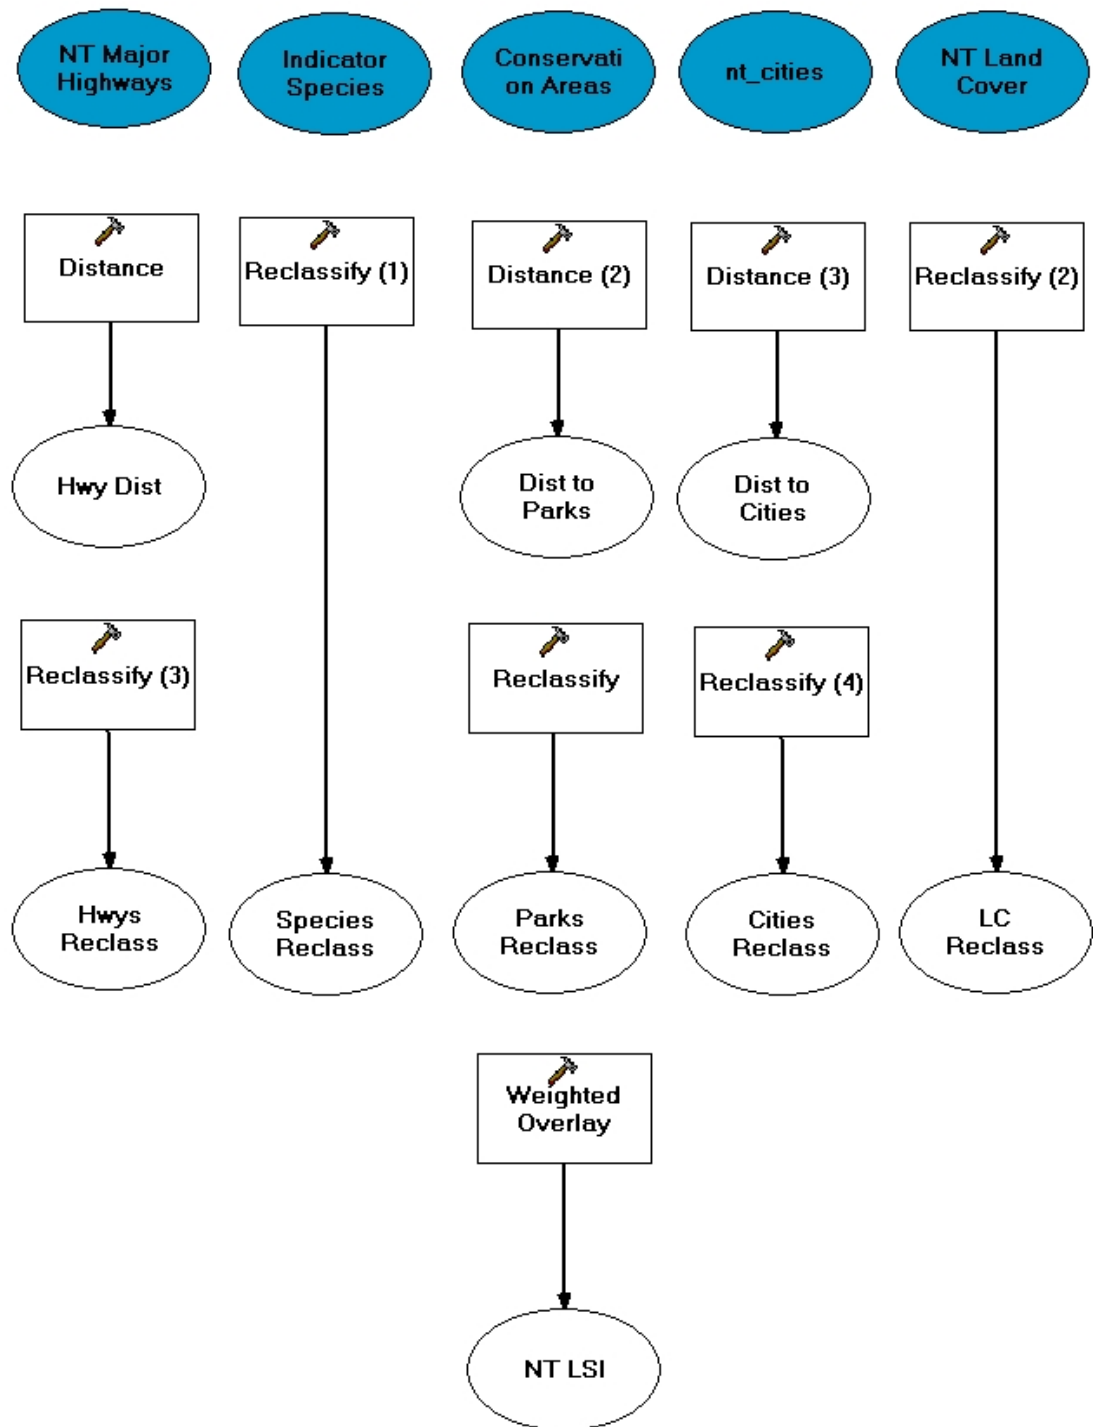 NT Major
Highways
Indicator
Species
Conservati
on Areas
nt_cities
NT Land
Cover
Distance
Reclassify (1)
Distance (2)
Distance (3)
Reclassify (2)
Hwy Dist
Dist to
Parks
Dist to
Cities
Reclassify (3)
Reclassify
Reclassify (4)
Hwys
Reclass
Species
Reclass
Parks
Reclass
Cities
Reclass
LC
Reclass
Weighted
Overlay
NT LSI